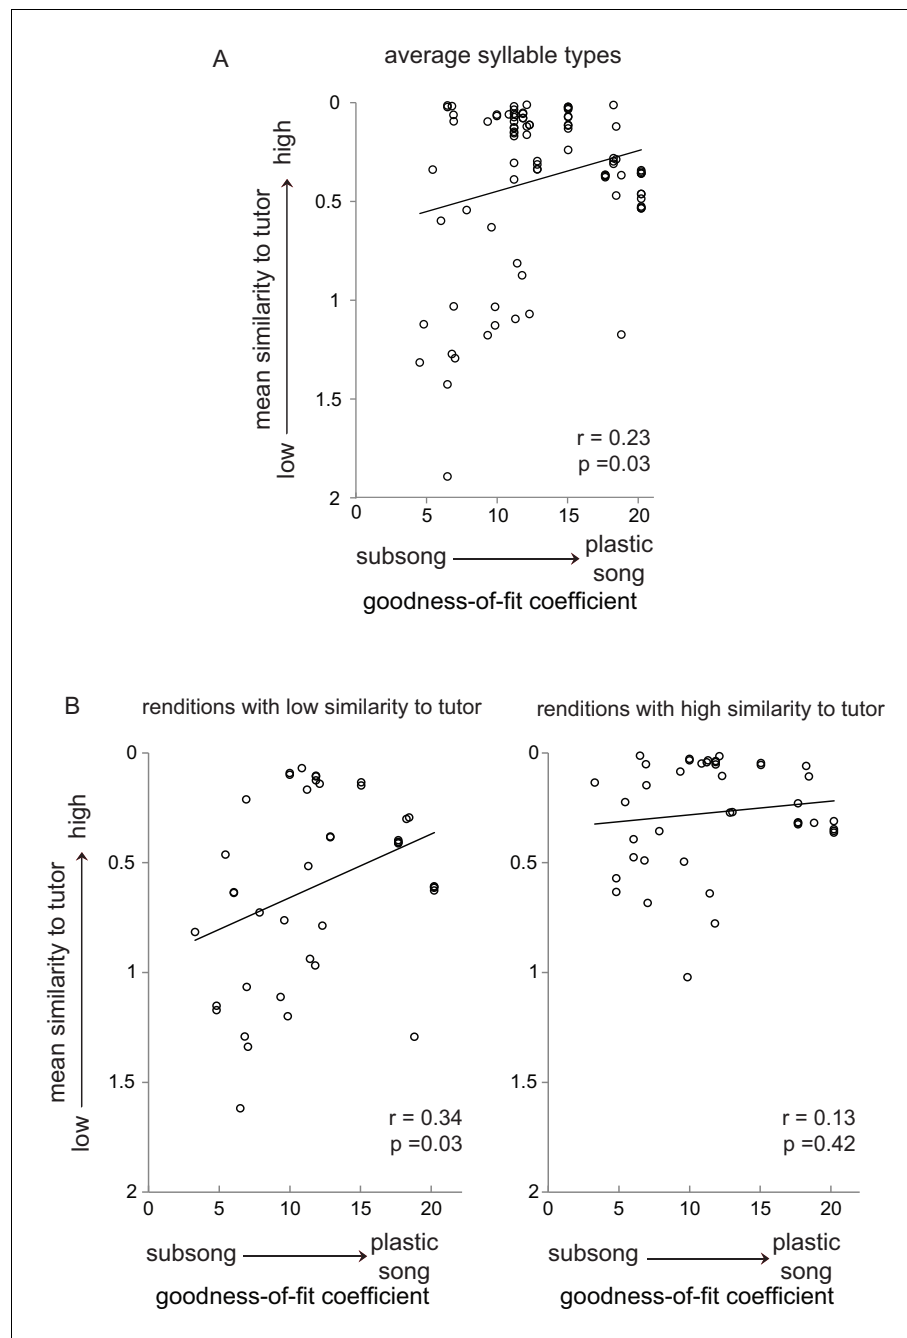 A
average syllable types
mean similarity to tutor
low
high
0
0.5
1
1.5
2
r = 0.23
p =0.03
0
5
10
15
20
subsong
plastic
song
goodness-of-fit coefficient
B
renditions with low similarity to tutor
mean similarity to tutor
low
high
0
0.5
1
1.5
2
r = 0.34
p =0.03
0
5
10
15
20
subsong
plastic
song
goodness-of-fit coefficient
renditions with high similarity to tutor
0
0.5
1
1.5
2
r = 0.13
p =0.42
0
5
10
15
20
subsong
plastic
song
goodness-of-fit coefficient